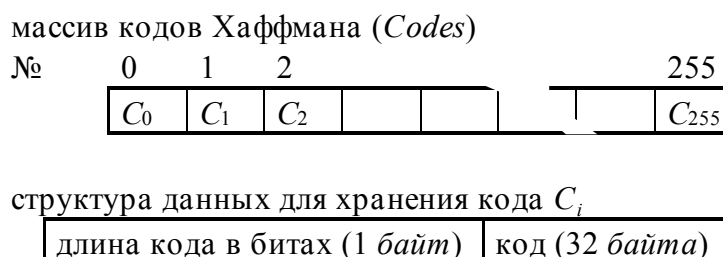 массив кодов Хаффмана (Codes)
№ 0 1 2 255
C0 C1 C2 C255
структура данных для хранения кода Ci
длина кода в битах (1 байт) код (32 байта)